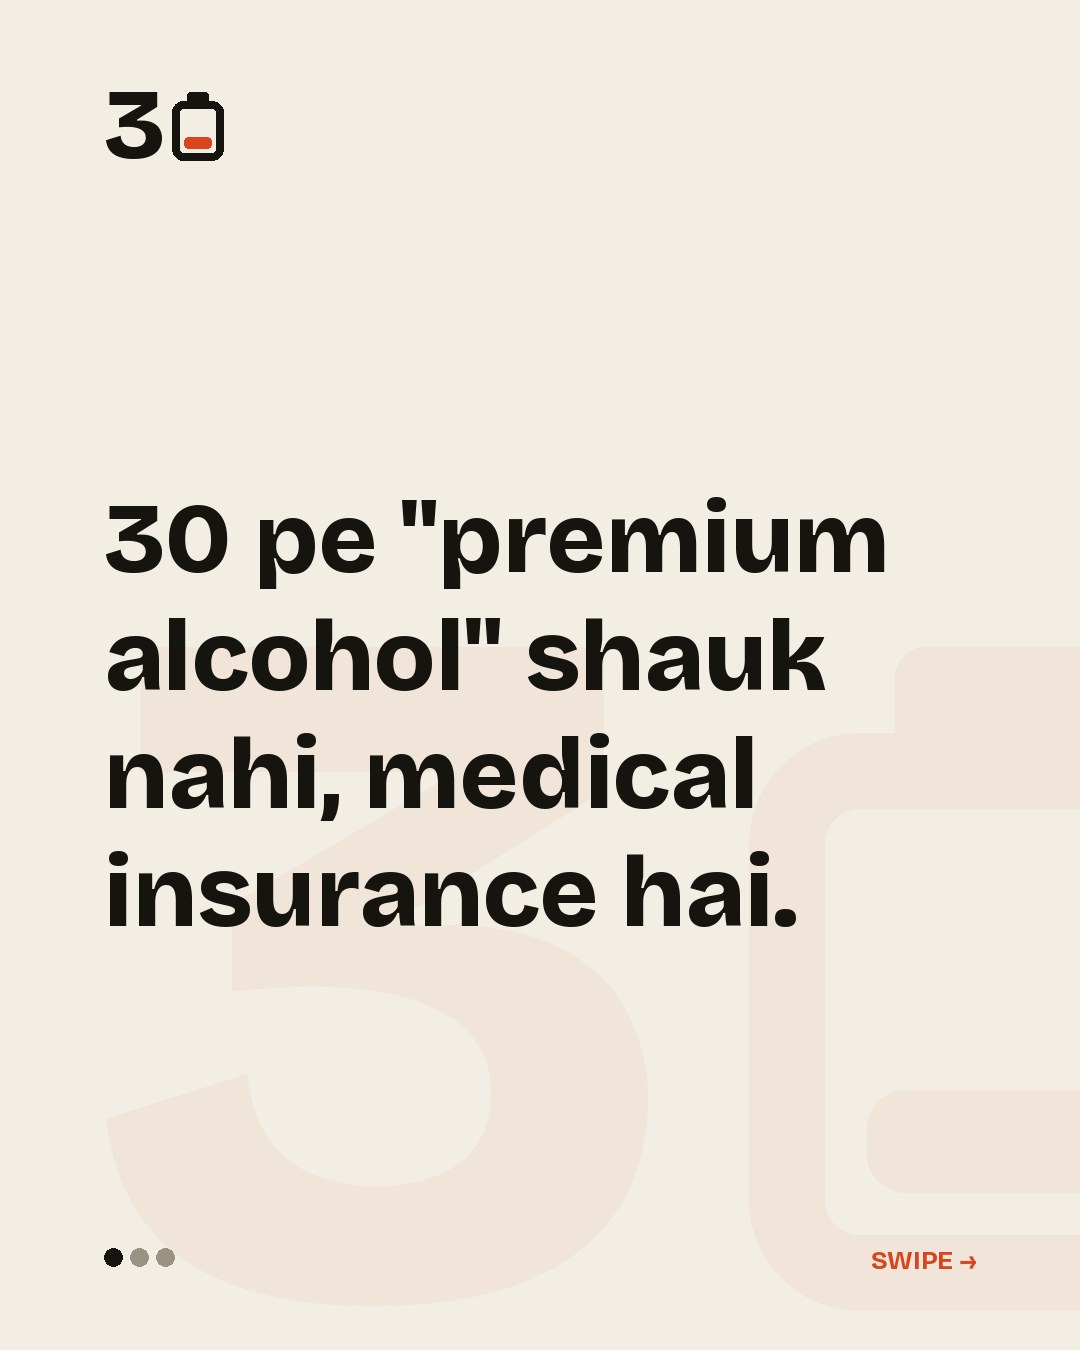 30
30 pe "premium
alcohol" shauk
nahi, medical
insurance hai.
SWIPE →